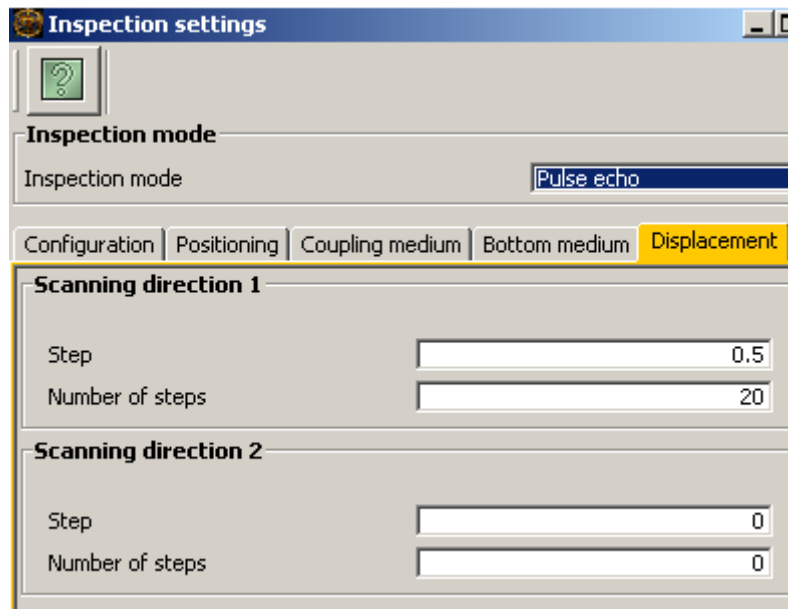 Inspection settings
Inspection mode
Inspection mode Pulse echo
Configuration Positioning Coupling medium Bottom medium Displacement
Scanning direction 1
Step 0.5
Number of steps 20
Scanning direction 2
Step 0
Number of steps 0